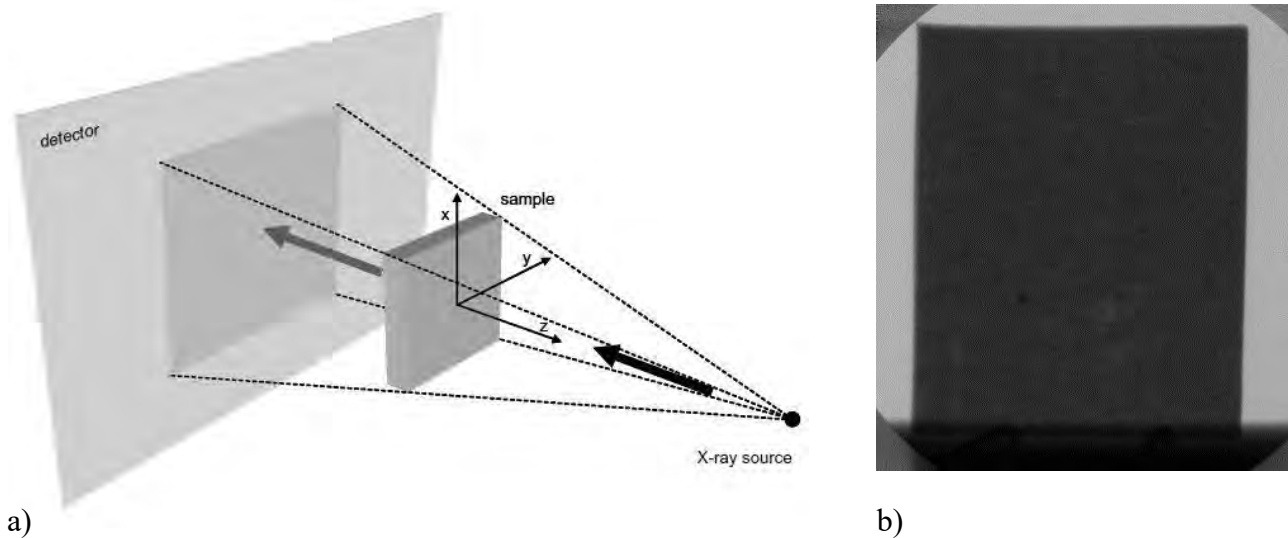 detector
sample
x
y
z
X-ray source
a)
b)